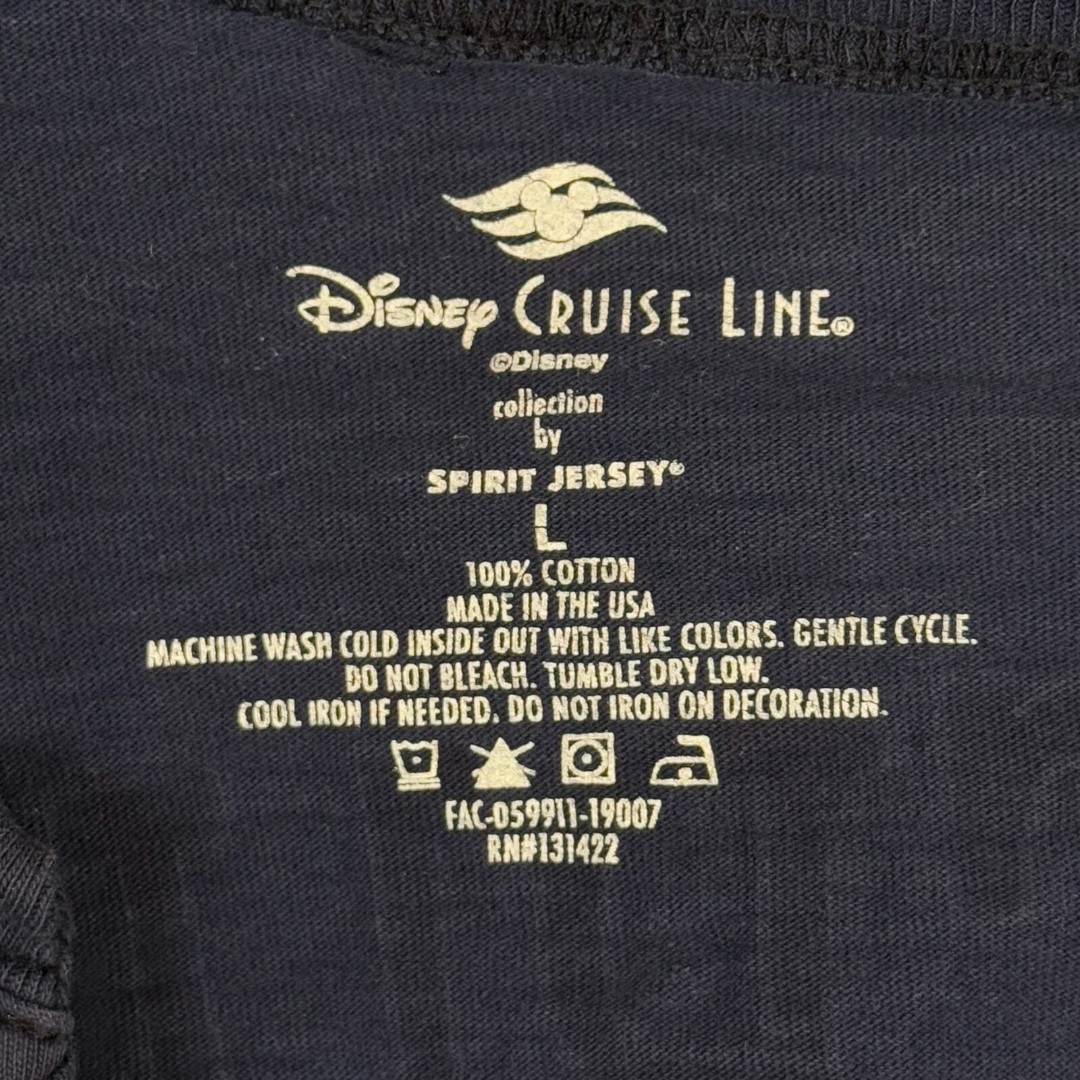 Disney Cruise Line®
©Disney
collection
by
SPIRIT JERSEY®
L
100% COTTON
MADE IN THE USA
MACHINE WASH COLD INSIDE OUT WITH LIKE COLORS. GENTLE CYCLE.
DO NOT BLEACH. TUMBLE DRY LOW.
COOL IRON IF NEEDED. DO NOT IRON ON DECORATION.
FAC-059911-19007
RN#131422